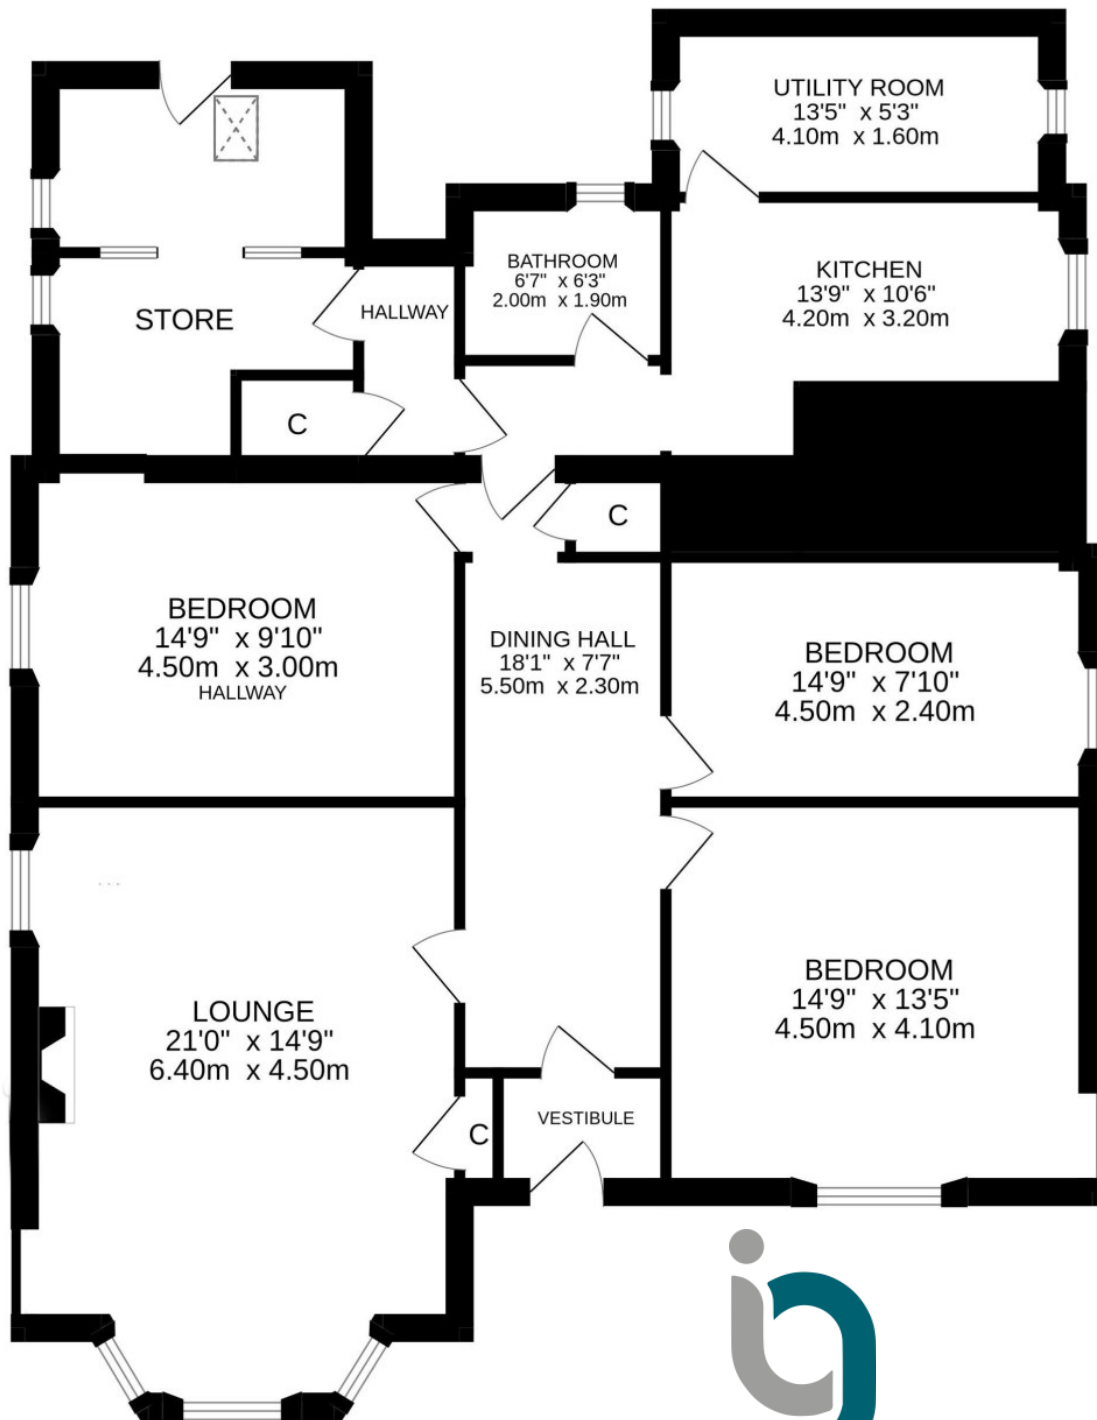 UTILITY ROOM
13'5" x 5'3"
4.10m x 1.60m
BATHROOM
6'7" x 6'3"
2.00m x 1.90m
KITCHEN
13'9" x 10'6"
4.20m x 3.20m
HALLWAY
STORE
C
C
BEDROOM
14'9" x 9'10"
4.50m x 3.00m
HALLWAY
DINING HALL
18'1" x 7'7"
5.50m x 2.30m
BEDROOM
14'9" x 7'10"
4.50m x 2.40m
LOUNGE
21'0" x 14'9"
6.40m x 4.50m
BEDROOM
14'9" x 13'5"
4.50m x 4.10m
C
VESTIBULE